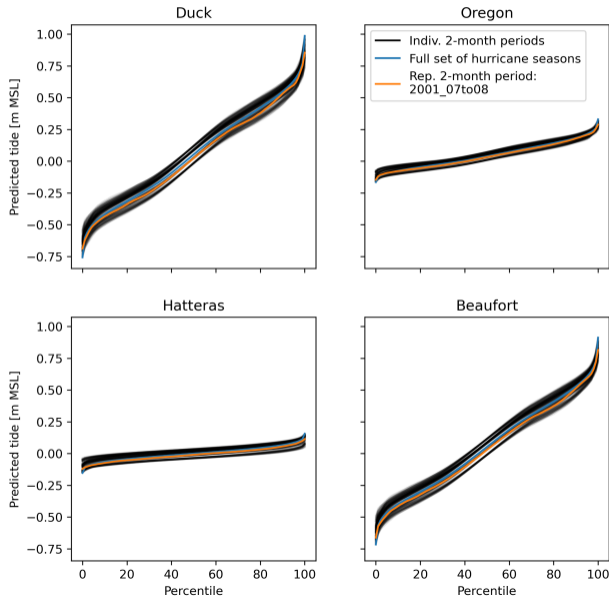 Duck
Oregon
1.00
0.75
0.50
0.25
0.00
−0.25
−0.50
−0.75
Predicted tide [m MSL]
Indiv. 2-month periods
Full set of hurricane seasons
Rep. 2-month period:
2001_07to08
Hatteras
Beaufort
1.00
0.75
0.50
0.25
0.00
−0.25
−0.50
−0.75
Predicted tide [m MSL]
0 20 40 60 80 100
0 20 40 60 80 100
Percentile
Percentile